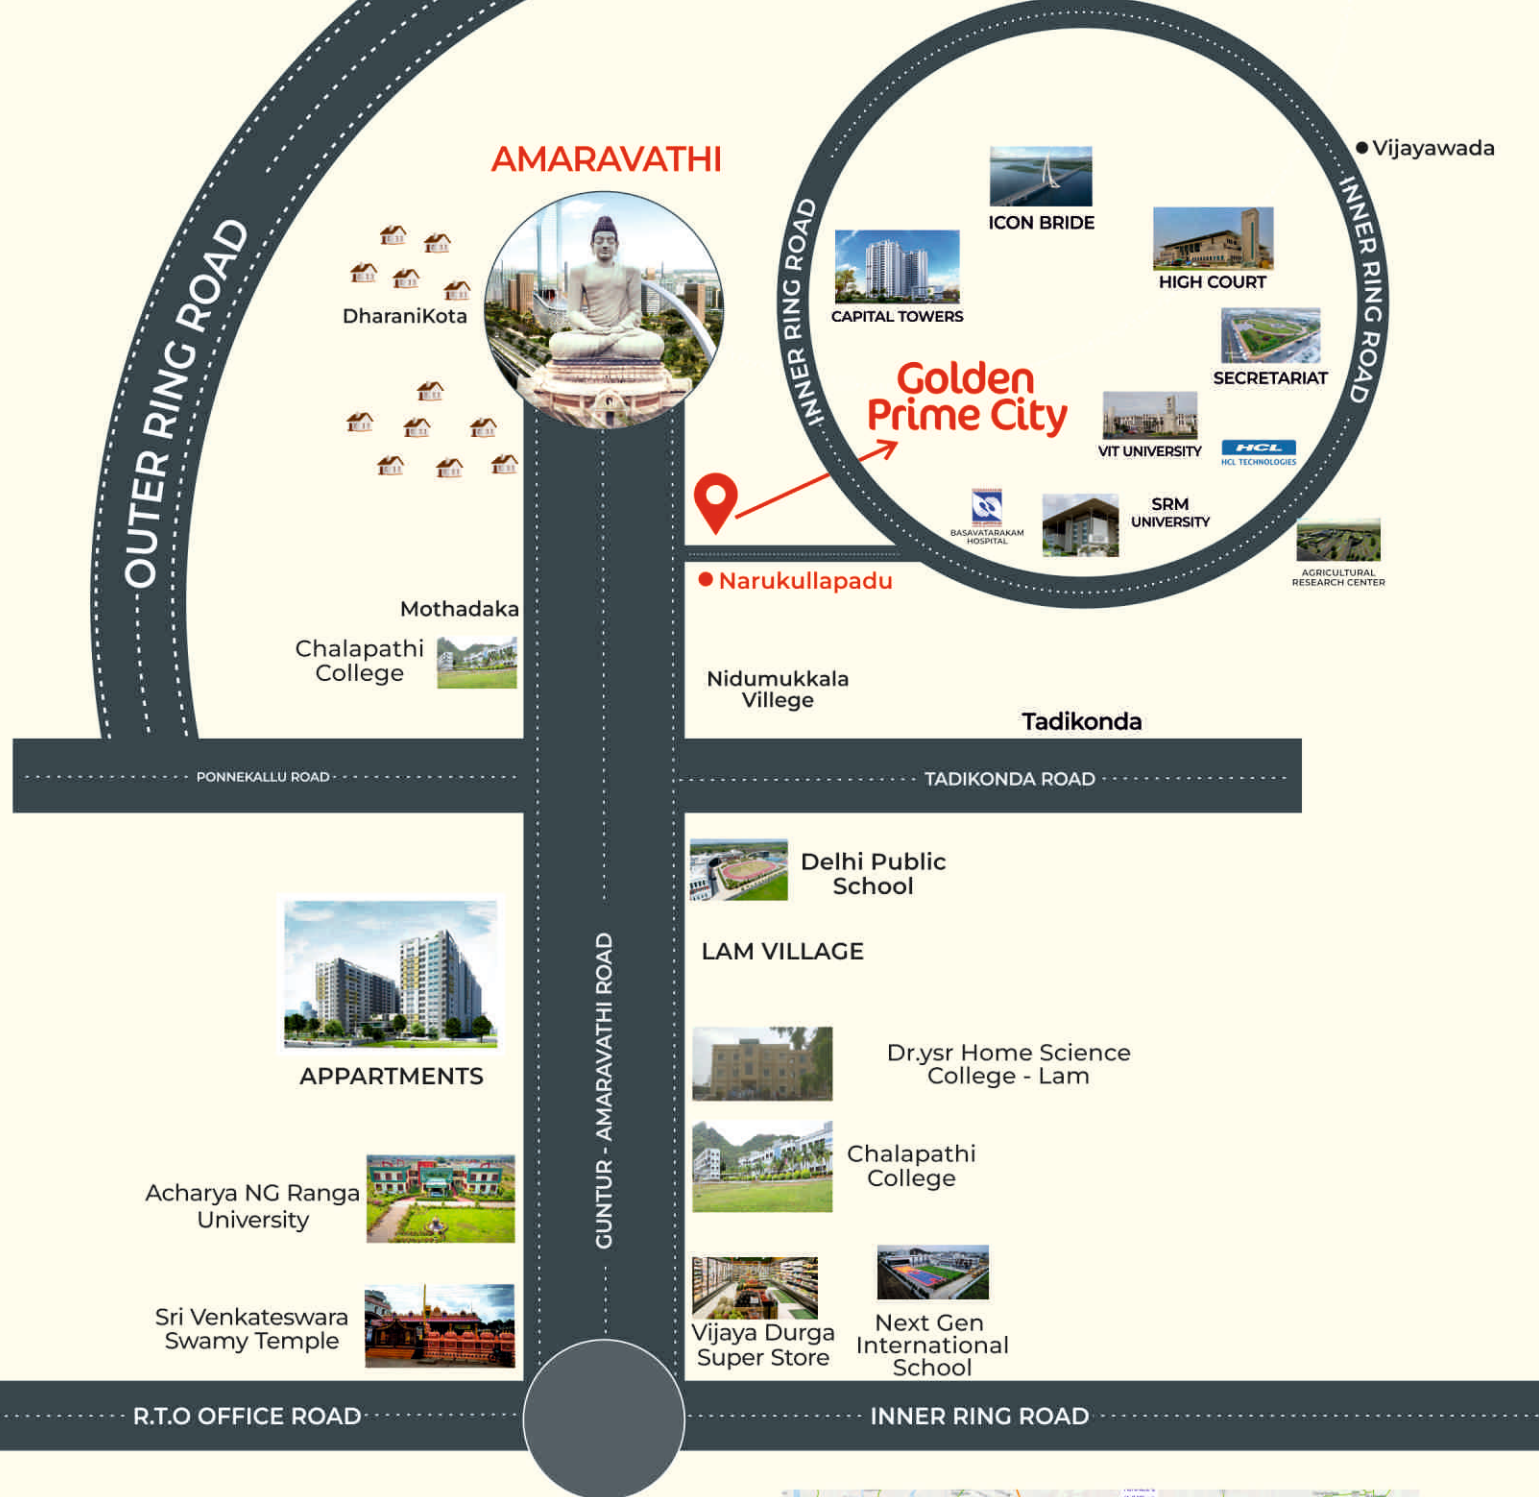 AMARAVATHI
Vijayawada
OUTER RING ROAD
INNER RING ROAD
INNER RING ROAD
ICON BRIDE
HIGH COURT
CAPITAL TOWERS
DharaniKota
SECRETARIAT
Golden
Prime City
VIT UNIVERSITY
HCL
HCL TECHNOLOGIES
SRM
UNIVERSITY
BASAVATARAKAM
HOSPITAL
AGRICULTURAL
RESEARCH CENTER
Narukullapadu
Mothadaka
Chalapathi
College
Nidumukkala
Villege
Tadikonda
PONNEKALLU ROAD
TADIKONDA ROAD
Delhi Public
School
LAM VILLAGE
GUNTUR - AMARAVATHI ROAD
APPARTMENTS
Dr.ysr Home Science
College - Lam
Chalapathi
College
Acharya NG Ranga
University
Sri Venkateswara
Swamy Temple
Vijaya Durga
Super Store
Next Gen
International
School
R.T.O OFFICE ROAD
INNER RING ROAD